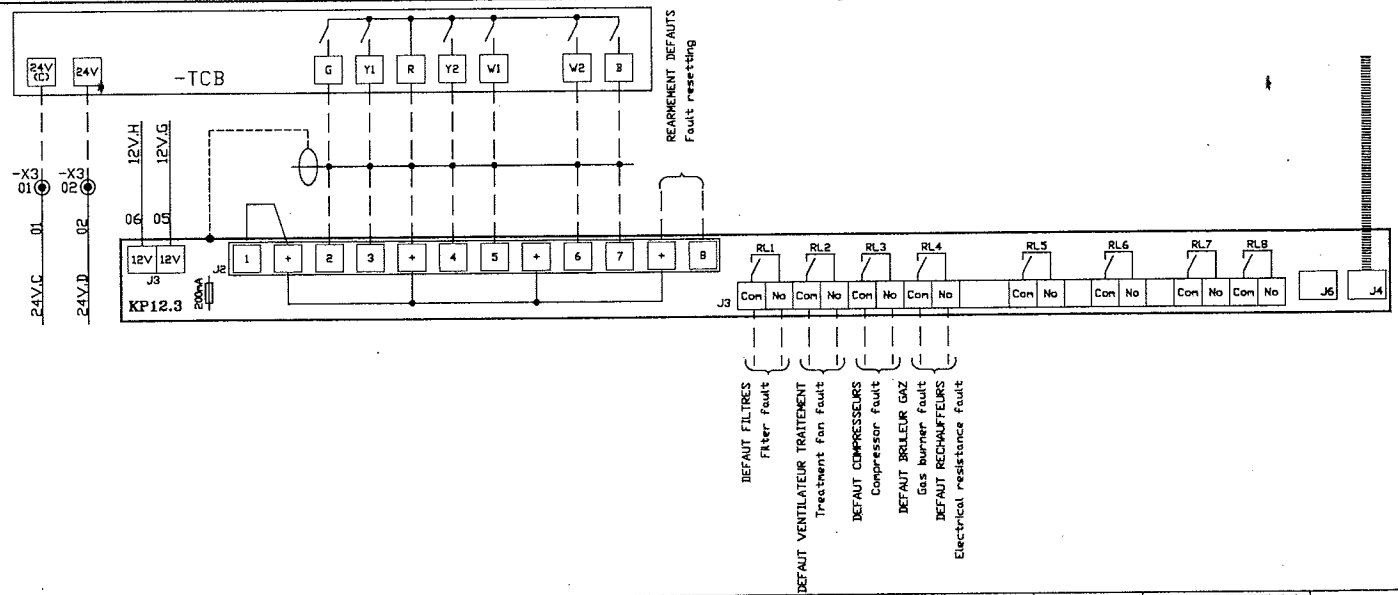 24V
(C)
24V
-TCB
G
Y1
R
Y2
W1
W2
B
REARMEMENT DEFAUTS
Fault resetting
12V.H
12V.G
-X3
01
-X3
02
01
02
06
05
24V.C
24V.D
12V
12V
J3
J2
200mA
KP12.3
1
+
2
3
+
4
5
+
6
7
+
8
RL1
RL2
RL3
RL4
RL5
RL6
RL7
RL8
J3
Com No Com No Com No Com No Com No Com No Com No Com No
J6
J4
DEFAUT FILTRES
Filter fault
DEFAUT VENTILATEUR TRAITEMENT
Treatment fan fault
DEFAUT COMPRESSEURS
Compressor fault
DEFAUT BRULEUR GAZ
Gas burner fault
DEFAUT RECHAUFFEURS
Electrical resistance fault